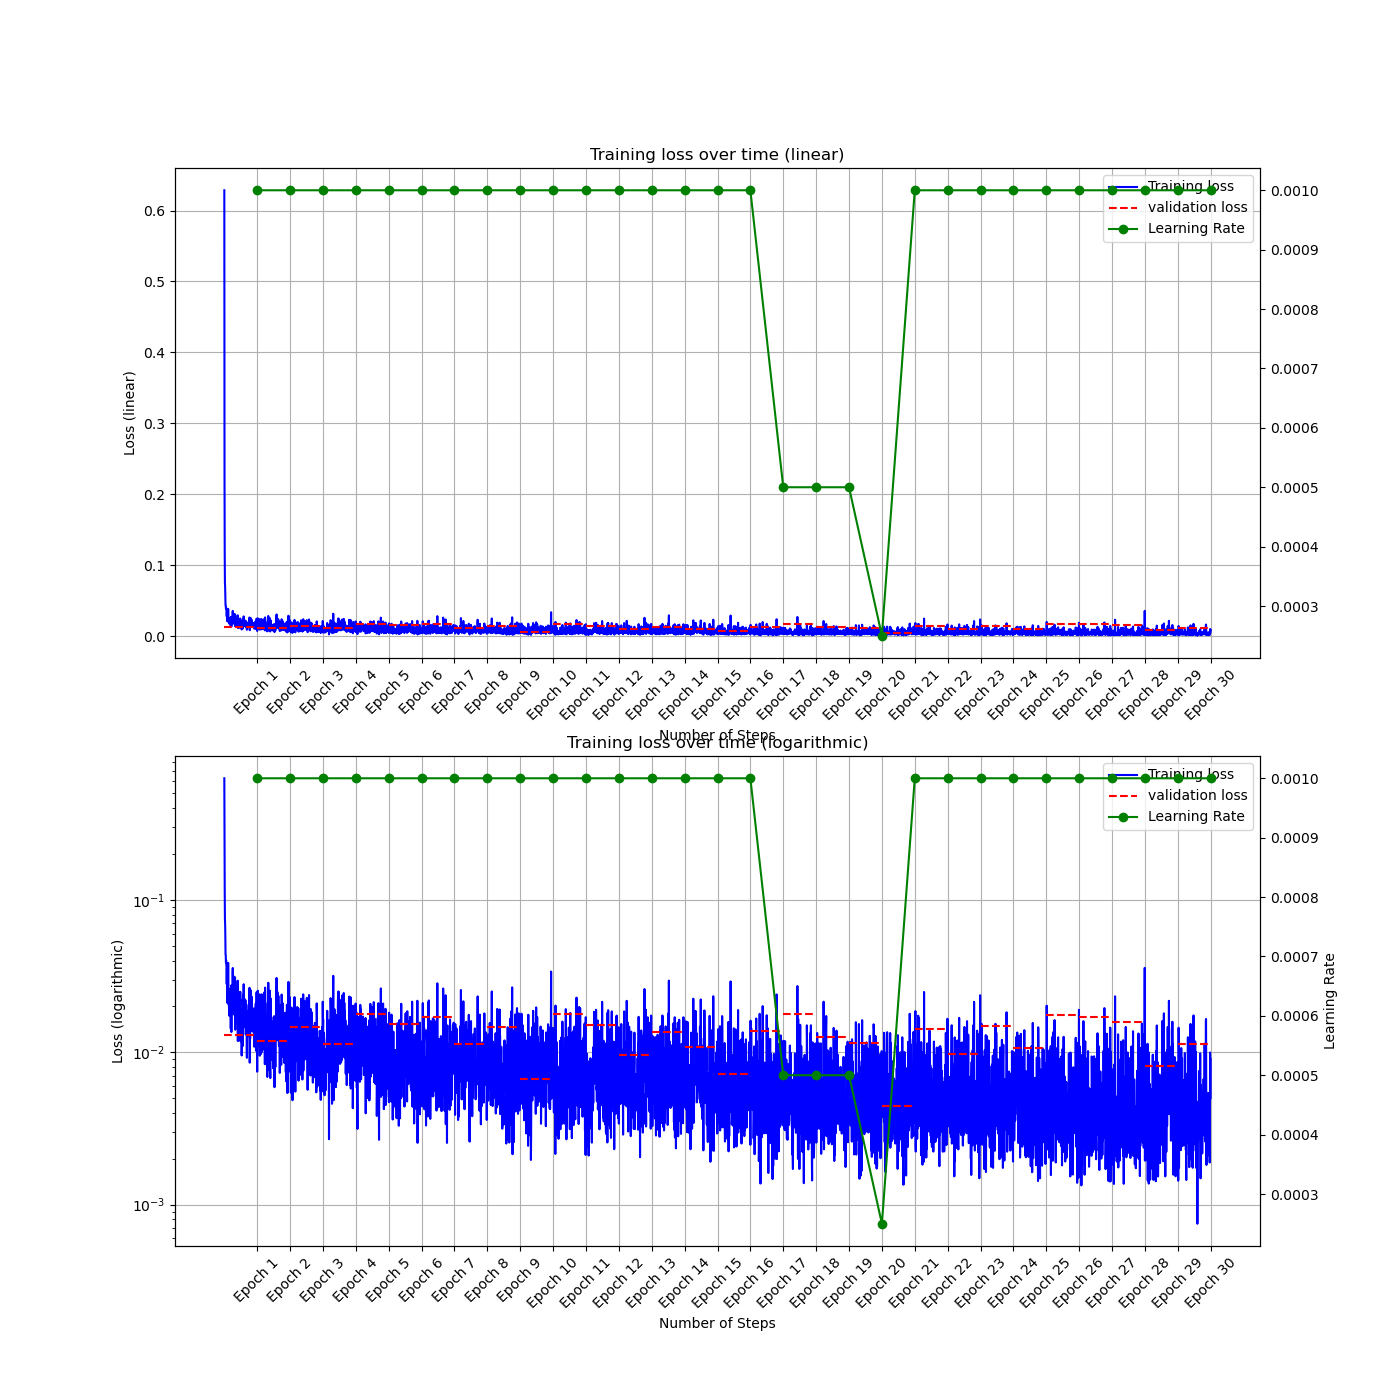 Training loss over time (linear)
Loss (linear)
0.6
0.5
0.4
0.3
0.2
0.1
0.0
0.0010
0.0009
0.0008
0.0007
0.0006
0.0005
0.0004
0.0003
Training loss
validation loss
Learning Rate
Epoch 1
Epoch 2
Epoch 3
Epoch 4
Epoch 5
Epoch 6
Epoch 7
Epoch 8
Epoch 9
Epoch 10
Epoch 11
Epoch 12
Epoch 13
Epoch 14
Epoch 15
Epoch 16
Epoch 17
Epoch 18
Epoch 19
Epoch 20
Epoch 21
Epoch 22
Epoch 23
Epoch 24
Epoch 25
Epoch 26
Epoch 27
Epoch 28
Epoch 29
Epoch 30
Number of Steps
Training loss over time (logarithmic)
Loss (logarithmic)
10⁻¹
10⁻²
10⁻³
0.0010
0.0009
0.0008
0.0007
0.0006
0.0005
0.0004
0.0003
Learning Rate
Training loss
validation loss
Learning Rate
Epoch 1
Epoch 2
Epoch 3
Epoch 4
Epoch 5
Epoch 6
Epoch 7
Epoch 8
Epoch 9
Epoch 10
Epoch 11
Epoch 12
Epoch 13
Epoch 14
Epoch 15
Epoch 16
Epoch 17
Epoch 18
Epoch 19
Epoch 20
Epoch 21
Epoch 22
Epoch 23
Epoch 24
Epoch 25
Epoch 26
Epoch 27
Epoch 28
Epoch 29
Epoch 30
Number of Steps